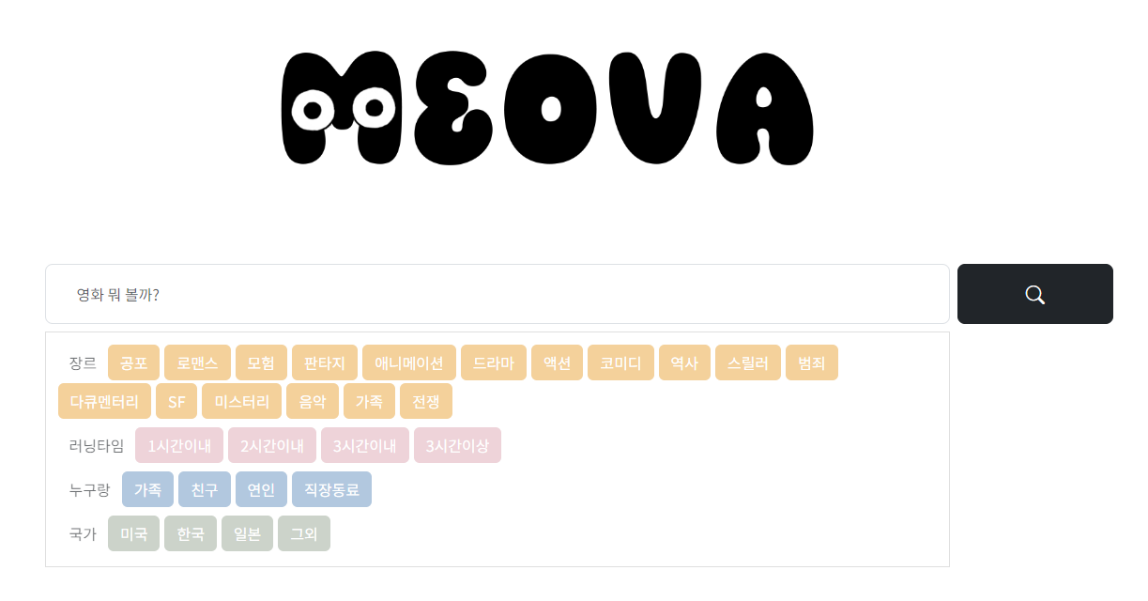 MEOVA
영화 뭐 볼까?
장르 공포 로맨스 모험 판타지 애니메이션 드라마 액션 코미디 역사 스릴러 범죄
다큐멘터리 SF 미스터리 음악 가족 전쟁
러닝타임 1시간이내 2시간이내 3시간이내 3시간이상
누구랑 가족 친구 연인 직장동료
국가 미국 한국 일본 그외